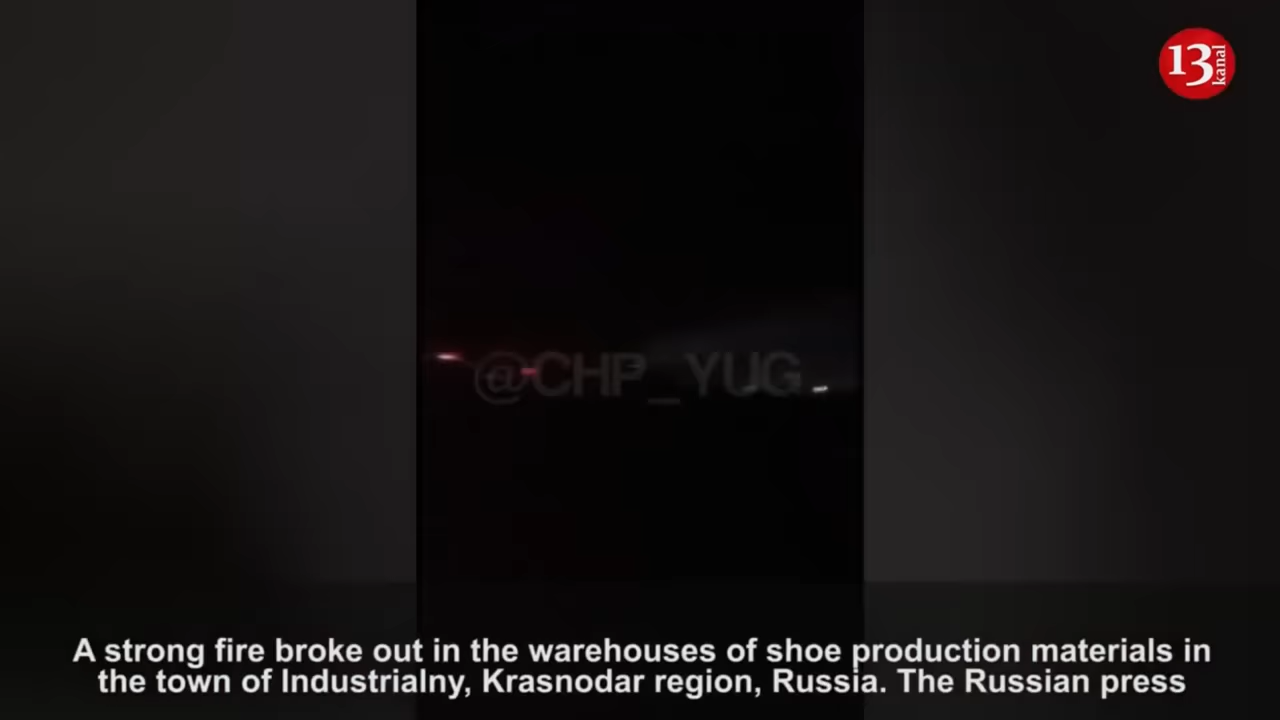 13
kanal
@CHP_YUG
A strong fire broke out in the warehouses of shoe production materials in
the town of Industrialny, Krasnodar region, Russia. The Russian press